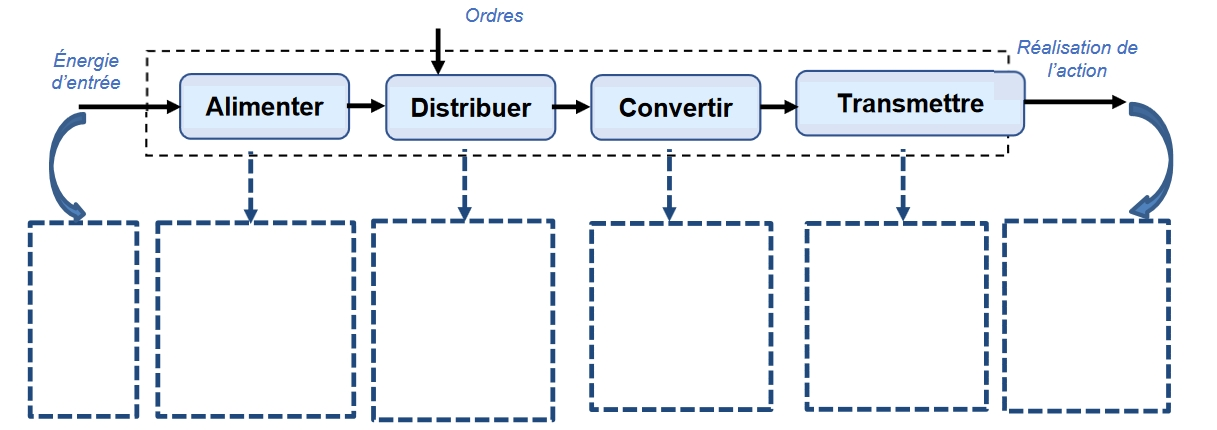 Ordres
Énergie
d'entrée
Réalisation de
l'action
Alimenter
Distribuer
Convertir
Transmettre